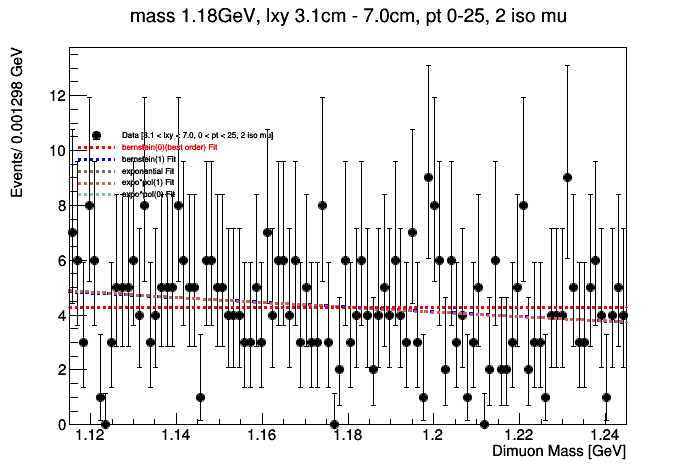 mass 1.18GeV, lxy 3.1cm - 7.0cm, pt 0-25, 2 iso mu
Events/ 0.001298 GeV
12
10
8
6
4
2
0
Data [3.1 < lxy < 7.0, 0 < pt < 25, 2 iso mu]
bernstein(0)(best order) Fit
bernstein(1) Fit
exponential Fit
expo*pol(1) Fit
expo*pol(0) Fit
1.12 1.14 1.16 1.18 1.2 1.22 1.24
Dimuon Mass [GeV]